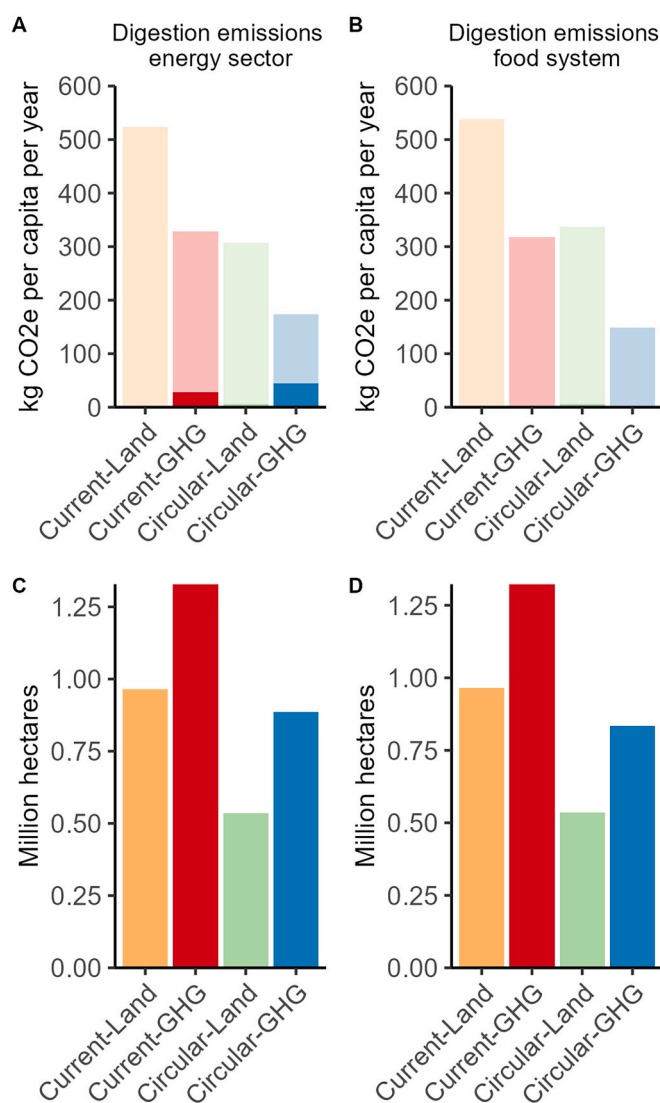 A
Digestion emissions
energy sector
kg CO2e per capita per year
600
500
400
300
200
100
0
Current-Land
Current-GHG
Circular-Land
Circular-GHG
B
Digestion emissions
food system
kg CO2e per capita per year
600
500
400
300
200
100
0
Current-Land
Current-GHG
Circular-Land
Circular-GHG
C
Million hectares
1.25
1.00
0.75
0.50
0.25
0.00
Current-Land
Current-GHG
Circular-Land
Circular-GHG
D
Million hectares
1.25
1.00
0.75
0.50
0.25
0.00
Current-Land
Current-GHG
Circular-Land
Circular-GHG